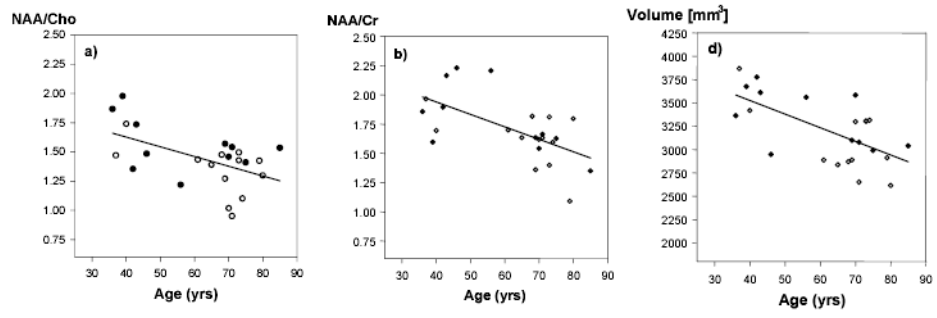 NAA/Cho
2.50
2.25
2.00
1.75
1.50
1.25
1.00
0.75
a)
30 40 50 60 70 80 90
Age (yrs)
NAA/Cr
2.50
2.25
2.00
1.75
1.50
1.25
1.00
0.75
b)
30 40 50 60 70 80 90
Age (yrs)
Volume [mm³]
4250
4000
3750
3500
3250
3000
2750
2500
2250
2000
d)
30 40 50 60 70 80 90
Age (yrs)